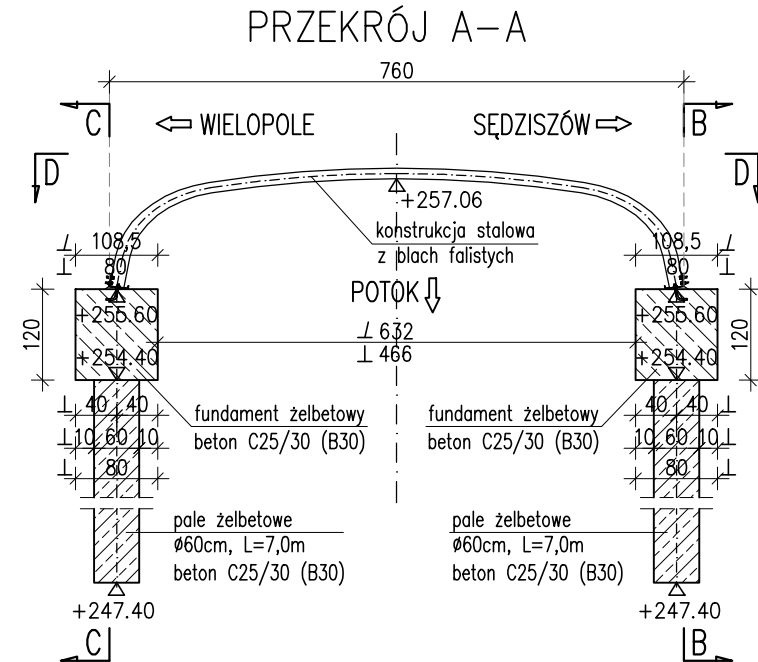 PRZEKRÓJ A-A
760
C
⇐ WIELOPOLE
SĘDZISZÓW ⇒
B
D
D
+257.06
konstrukcja stalowa
z blach falistych
∠ 108,5
⊥ 80
108,5 ∠
80 ⊥
POTOK ⇓
120
+255.60
+254.40
∠ 632
⊥ 466
+255.60
+254.40
120
⊥ 40 40
⊥ 10 60 10
⊥ 80
fundament żelbetowy
beton C25/30 (B30)
fundament żelbetowy
beton C25/30 (B30)
40 40 ⊥
10 60 10 ⊥
80 ⊥
pale żelbetowe
ø60cm, L=7,0m
beton C25/30 (B30)
pale żelbetowe
ø60cm, L=7,0m
beton C25/30 (B30)
+247.40
+247.40
C
B